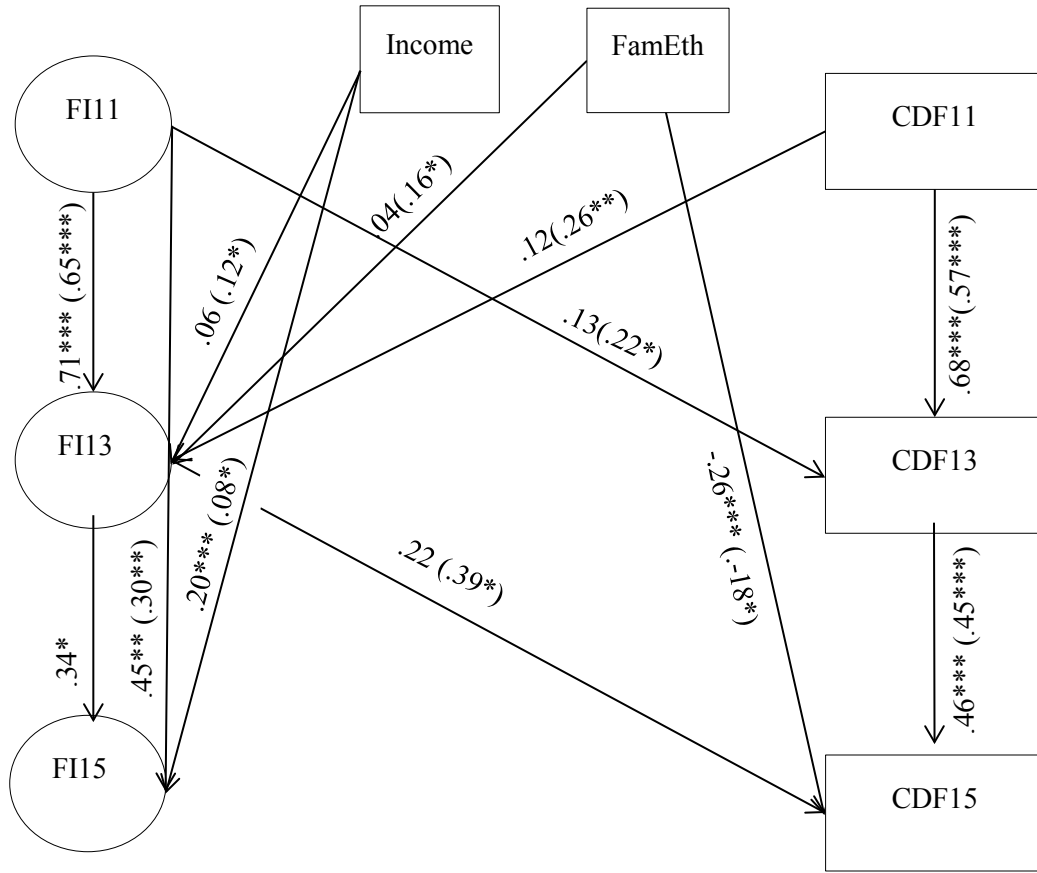 Income
FamEth
FI11
CDF11
.71*** (.65***)
.06 (.12*)
.04(.16*)
.12(.26**)
.13(.22*)
.68***(.57***)
FI13
CDF13
.34*
.45** (.30**)
.20*** (.08*)
.22 (.39*)
-.26*** (.-18*)
.46*** (.45***)
FI15
CDF15